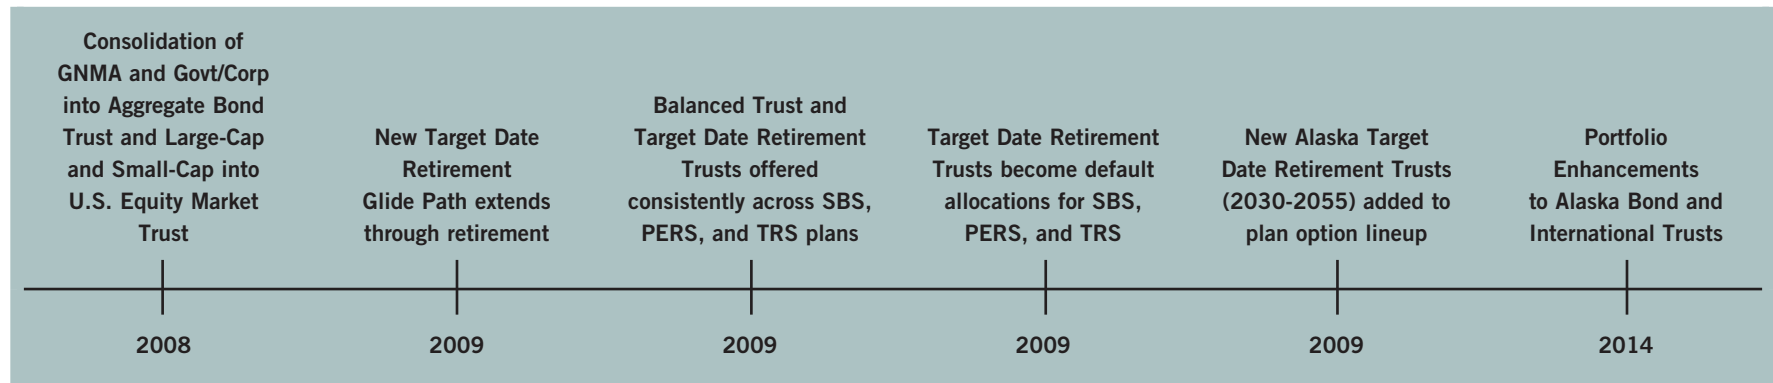 Consolidation of
GNMA and Govt/Corp
into Aggregate Bond
Trust and Large-Cap
and Small-Cap into
U.S. Equity Market
Trust
2008
New Target Date
Retirement
Glide Path extends
through retirement
2009
Balanced Trust and
Target Date Retirement
Trusts offered
consistently across SBS,
PERS, and TRS plans
2009
Target Date Retirement
Trusts become default
allocations for SBS,
PERS, and TRS
2009
New Alaska Target
Date Retirement Trusts
(2030-2055) added to
plan option lineup
2009
Portfolio
Enhancements
to Alaska Bond and
International Trusts
2014